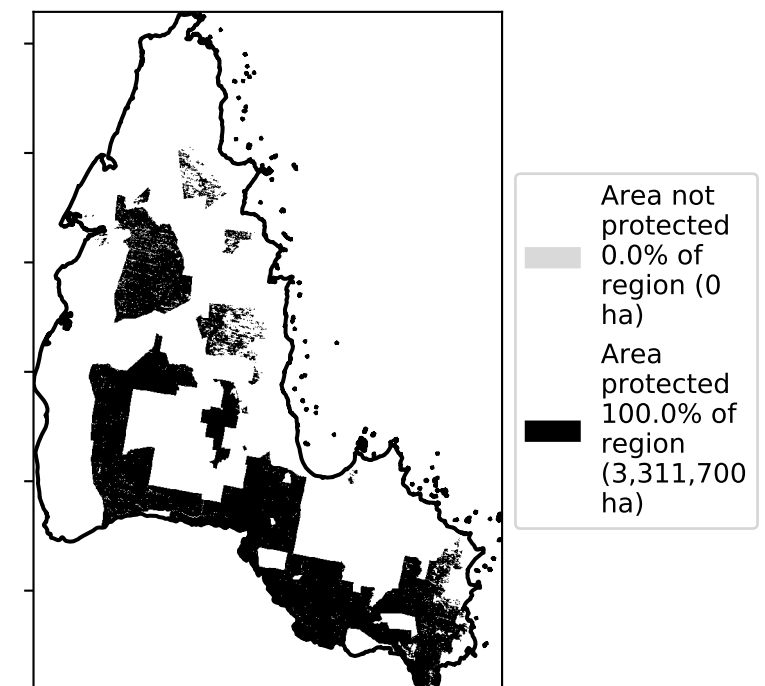 Area not
protected
0.0% of
region (0
ha)
Area
protected
100.0% of
region
(3,311,700
ha)